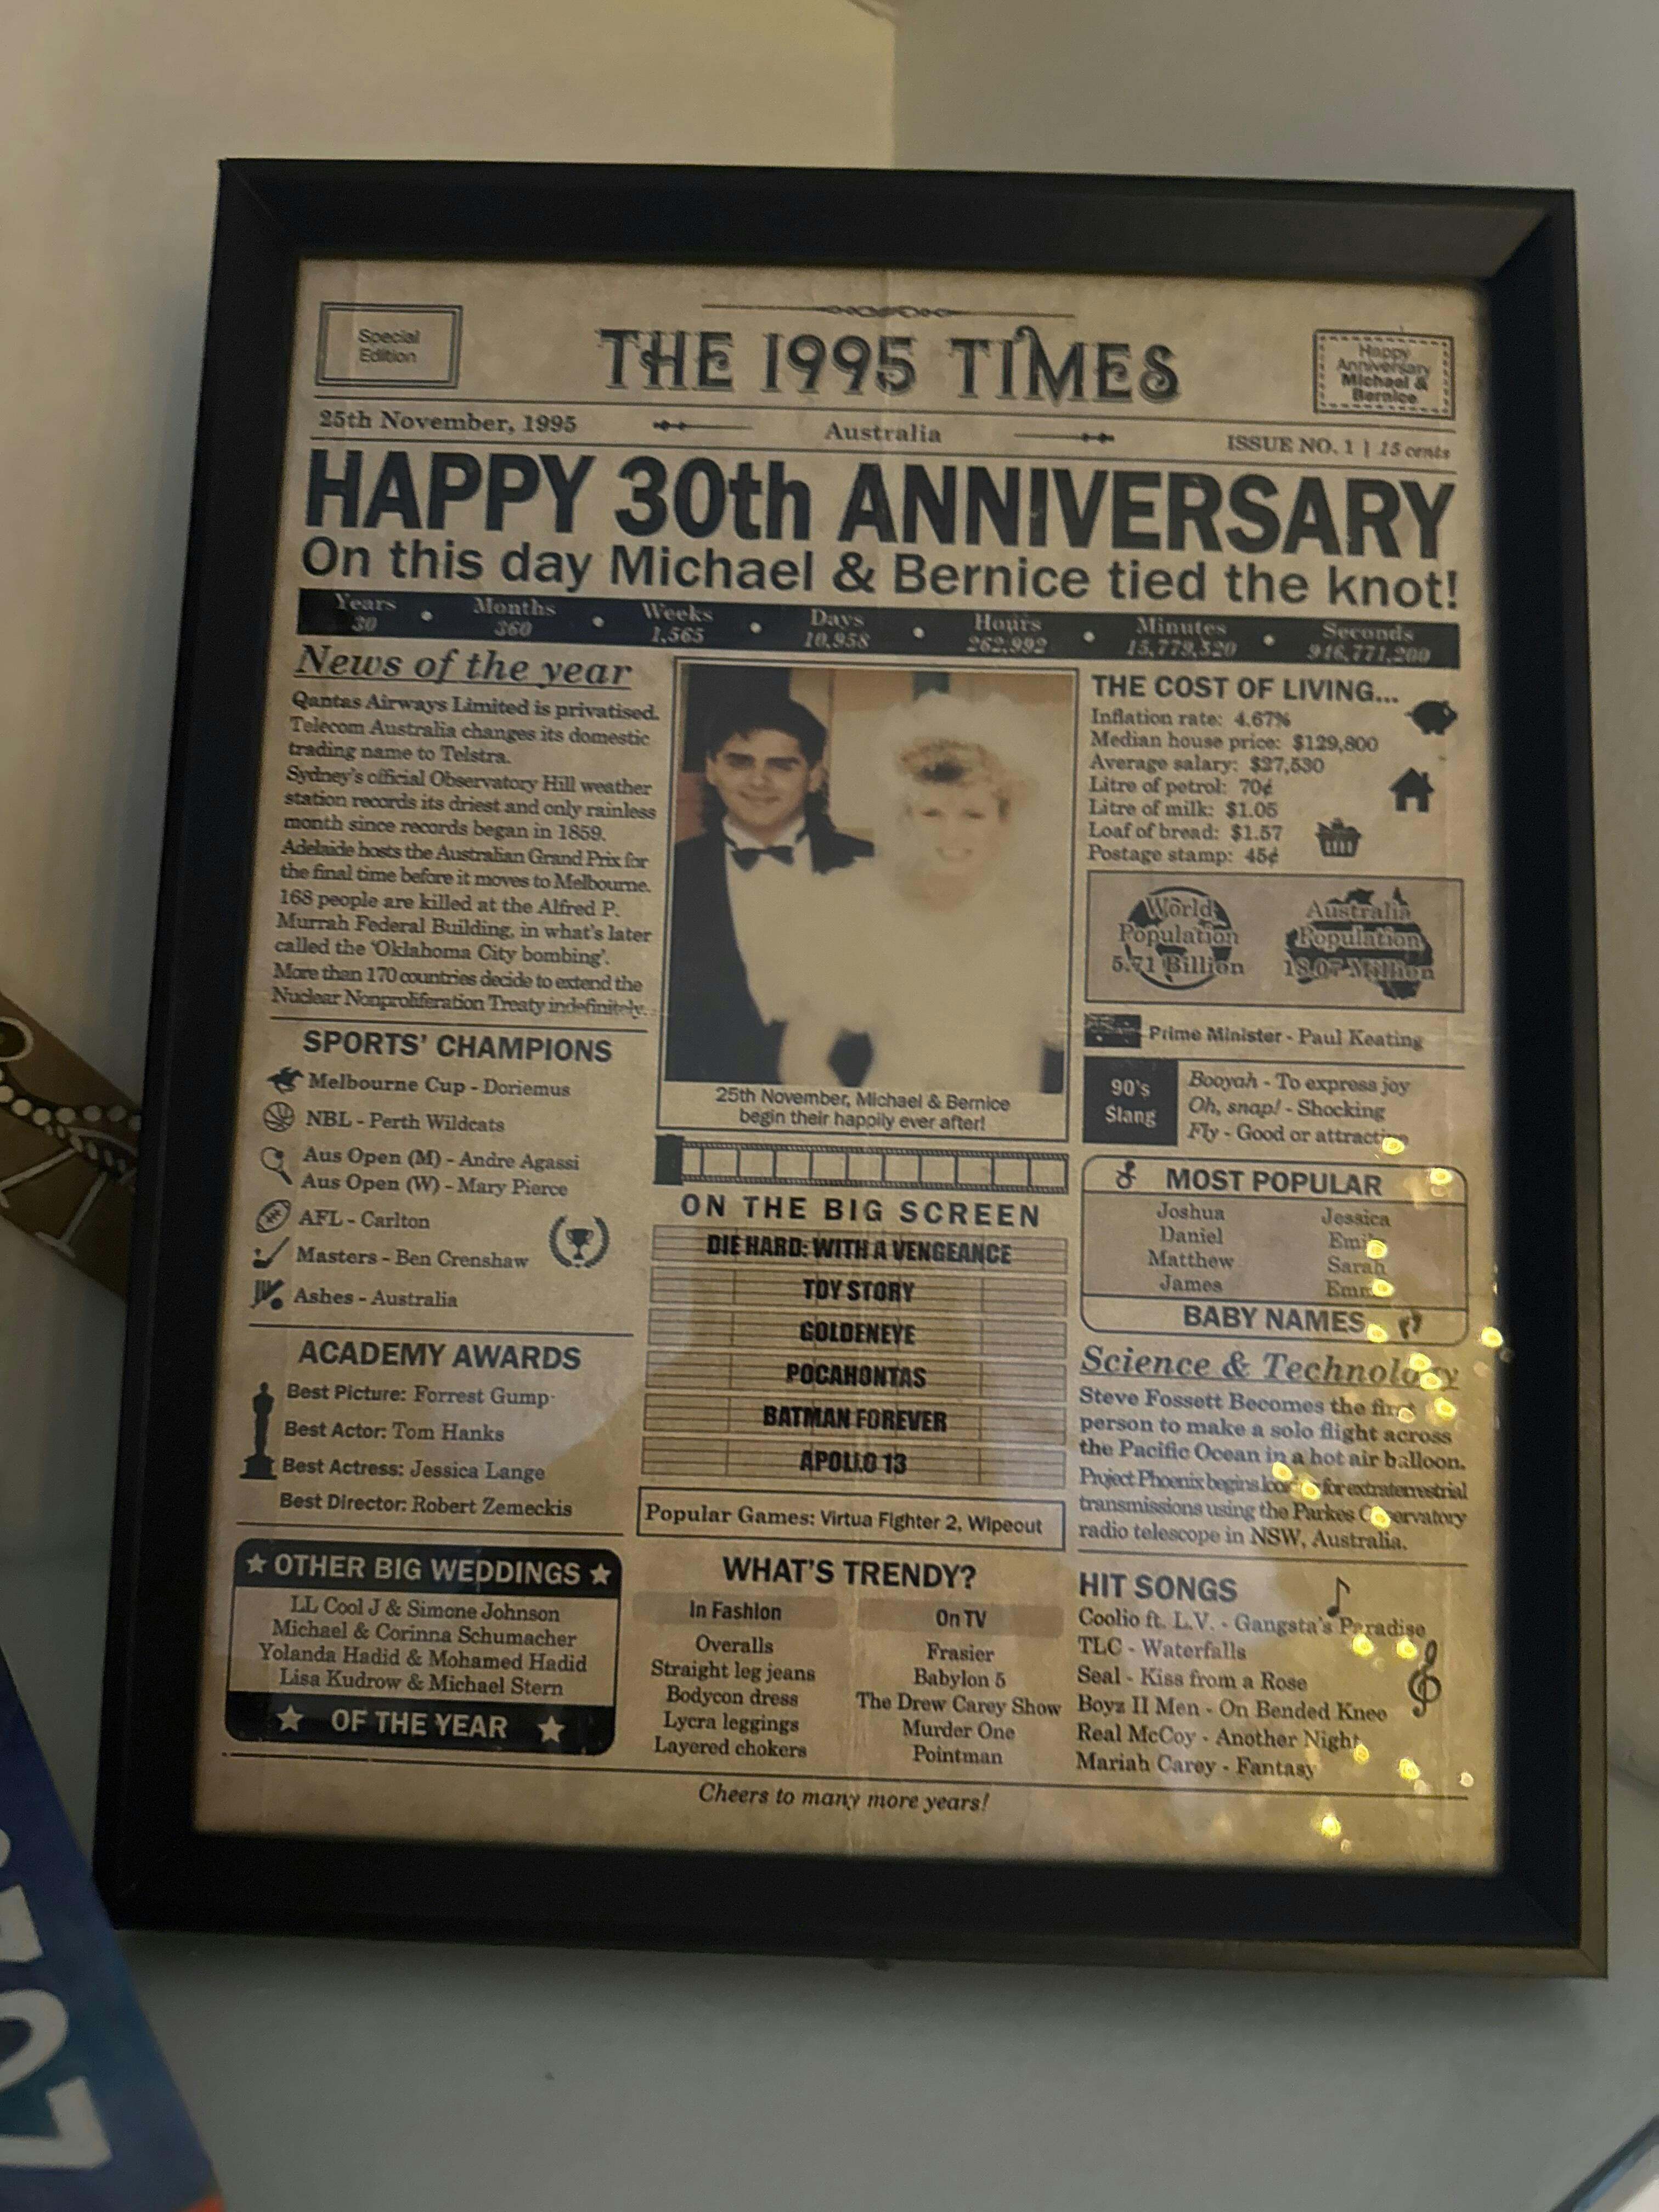 Special
Edition
THE 1995 TIMES
Happy
Anniversary
Michael &
Bernice
25th November, 1995
Australia
ISSUE NO. 1 | 15 cents
HAPPY 30th ANNIVERSARY
On this day Michael & Bernice tied the knot!
Years • Months • Weeks • Days • Hours • Minutes • Seconds
30 360 1,565 10,958 262,992 15,779,520 946,771,200
News of the year
Qantas Airways Limited is privatised.
Telecom Australia changes its domestic
trading name to Telstra.
Sydney's official Observatory Hill weather
station records its driest and only rainless
month since records began in 1859.
Adelaide hosts the Australian Grand Prix for
the final time before it moves to Melbourne.
168 people are killed at the Alfred P.
Murrah Federal Building, in what's later
called the 'Oklahoma City bombing'.
More than 170 countries decide to extend the
Nuclear Nonproliferation Treaty indefinitely.
SPORTS' CHAMPIONS
Melbourne Cup - Doriemus
NBL - Perth Wildcats
Aus Open (M) - Andre Agassi
Aus Open (W) - Mary Pierce
AFL - Carlton
Masters - Ben Crenshaw
Ashes - Australia
ACADEMY AWARDS
Best Picture: Forrest Gump
Best Actor: Tom Hanks
Best Actress: Jessica Lange
Best Director: Robert Zemeckis
OTHER BIG WEDDINGS
LL Cool J & Simone Johnson
Michael & Corinna Schumacher
Yolanda Hadid & Mohamed Hadid
Lisa Kudrow & Michael Stern
OF THE YEAR
25th November, Michael & Bernice
begin their happily ever after!
ON THE BIG SCREEN
DIE HARD: WITH A VENGEANCE
TOY STORY
GOLDENEYE
POCAHONTAS
BATMAN FOREVER
APOLLO 13
Popular Games: Virtua Fighter 2, Wipeout
WHAT'S TRENDY?
In Fashion
Overalls
Straight leg jeans
Bodycon dress
Lycra leggings
Layered chokers
On TV
Frasier
Babylon 5
The Drew Carey Show
Murder One
Pointman
THE COST OF LIVING...
Inflation rate: 4.67%
Median house price: $129,800
Average salary: $27,530
Litre of petrol: 70¢
Litre of milk: $1.05
Loaf of bread: $1.57
Postage stamp: 45¢
World
Population
5.71 Billion
Australia
Population
18.07 Million
Prime Minister - Paul Keating
90's
Slang
Booyah - To express joy
Oh, snap! - Shocking
Fly - Good or attractive
MOST POPULAR
Joshua Jessica
Daniel Emily
Matthew Sarah
James Emma
BABY NAMES
Science & Technology
Steve Fossett Becomes the first
person to make a solo flight across
the Pacific Ocean in a hot air balloon.
Project Phoenix begins looking for extraterrestrial
transmissions using the Parkes Observatory
radio telescope in NSW, Australia.
HIT SONGS
Coolio ft. L.V. - Gangsta's Paradise
TLC - Waterfalls
Seal - Kiss from a Rose
Boyz II Men - On Bended Knee
Real McCoy - Another Night
Mariah Carey - Fantasy
Cheers to many more years!